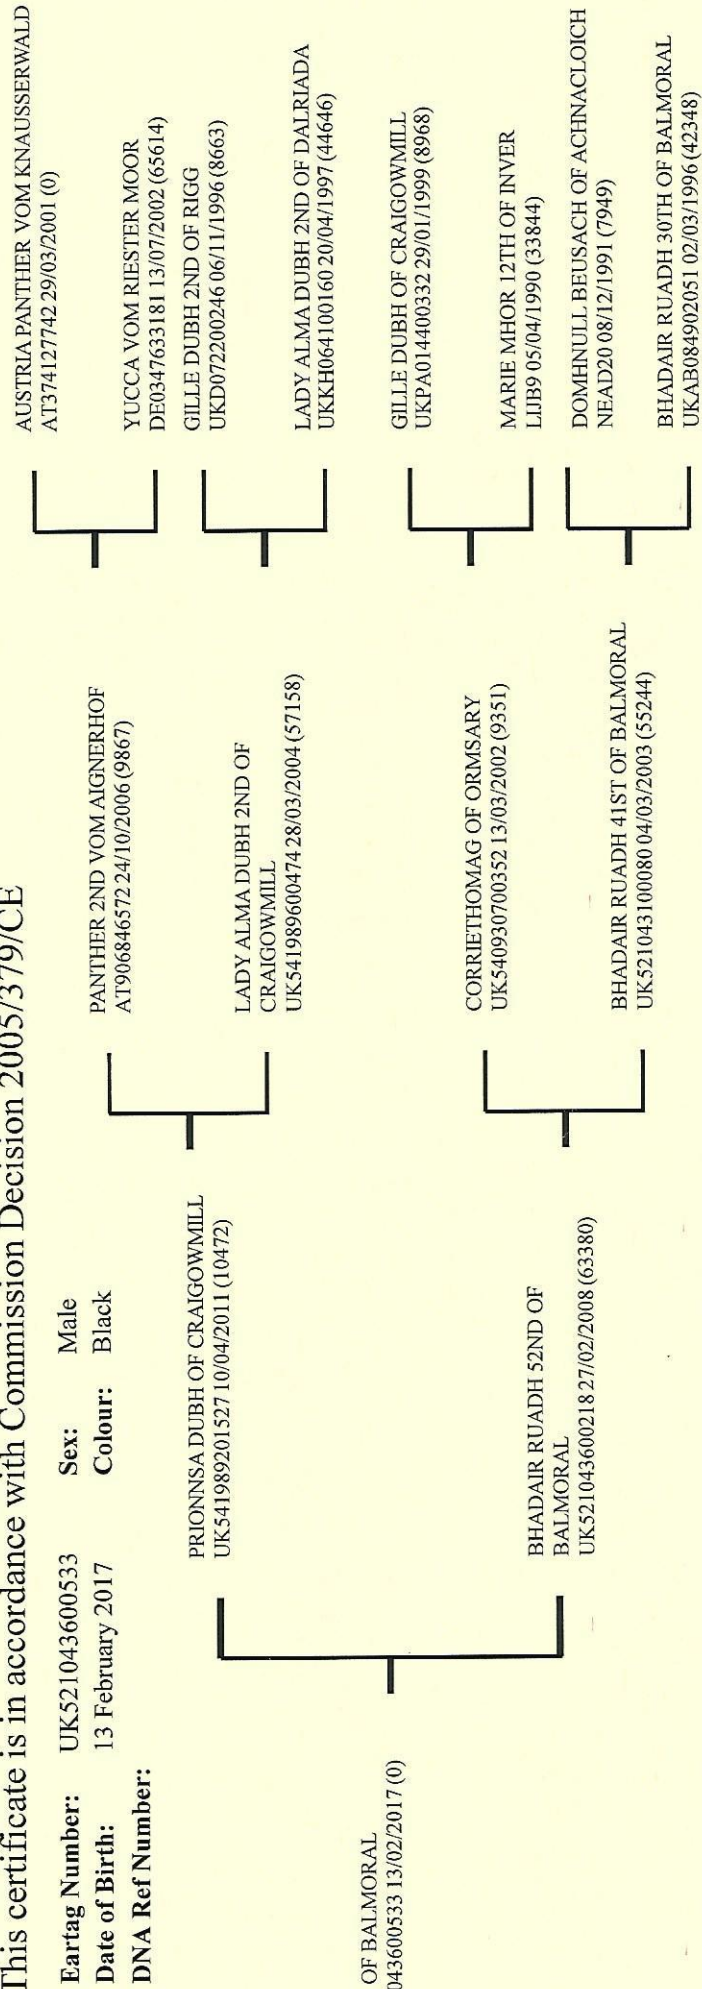 This certificate is in accordance with Commission Decision 2005/379/CE
Eartag Number: UK521043600533 Sex: Male
Date of Birth: 13 February 2017 Colour: Black
DNA Ref Number:
OF BALMORAL
043600533 13/02/2017 (0)
PRIONNSA DUBH OF CRAIGOWMILL
UK541989201527 10/04/2011 (10472)
BHADAIR RUADH 52ND OF
BALMORAL
UK521043600218 27/02/2008 (63380)
PANTHER 2ND VOM AIGNERHOF
AT906846572 24/10/2006 (9867)
LADY ALMA DUBH 2ND OF
CRAIGOWMILL
UK541989600474 28/03/2004 (57158)
CORRIETHOMAG OF ORMSARY
UK540930700352 13/03/2002 (9351)
BHADAIR RUADH 41ST OF BALMORAL
UK521043100080 04/03/2003 (55244)
AUSTRIA PANTHER VOM KNAUSSERWALD
AT374127742 29/03/2001 (0)
YUCCA VOM RIESTER MOOR
DE0347633181 13/07/2002 (65614)
GILLE DUBH 2ND OF RIGG
UKD072200246 06/11/1996 (8663)
LADY ALMA DUBH 2ND OF DALRIADA
UKKH064100160 20/04/1997 (44646)
GILLE DUBH OF CRAIGOWMILL
UKPA014400332 29/01/1999 (8968)
MARIE MHOR 12TH OF INVER
LIJB9 05/04/1990 (33844)
DOMHNULL BEUSACH OF ACHNACLOICH
NEAD20 08/12/1991 (7949)
BHADAIR RUADH 30TH OF BALMORAL
UKAB084902051 02/03/1996 (42348)